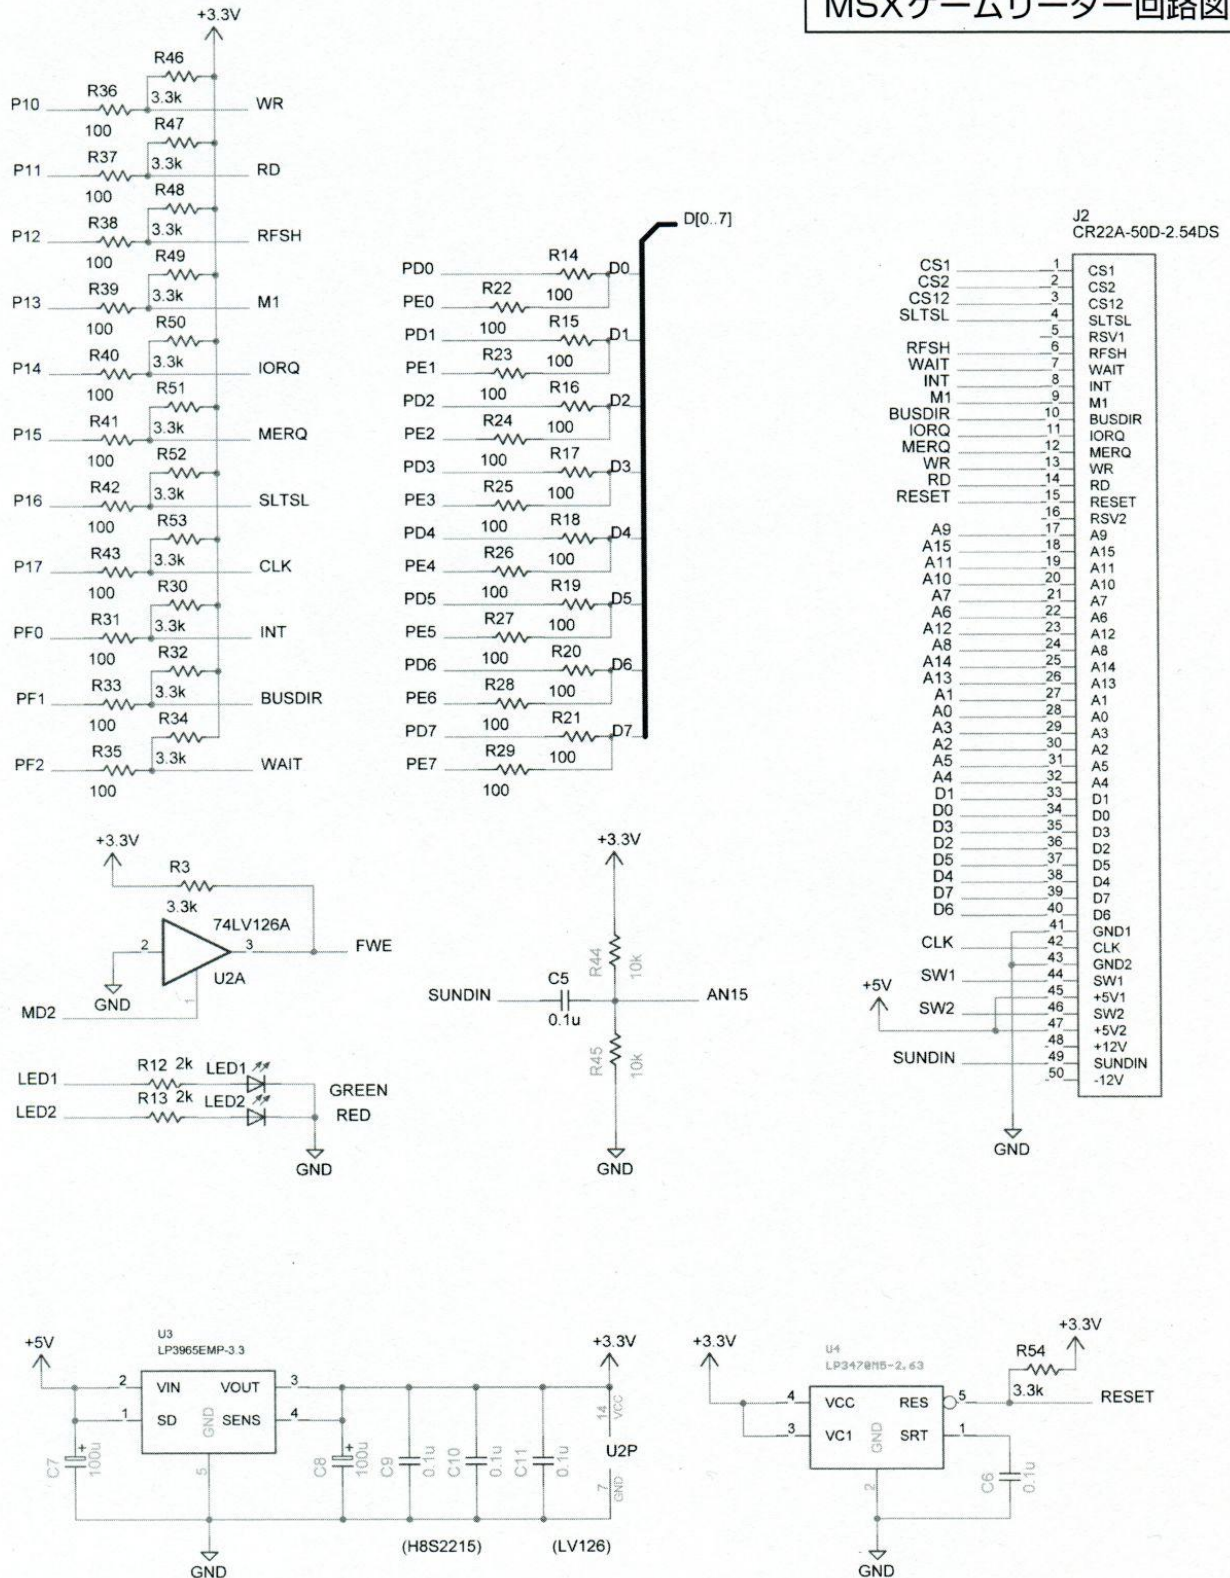 MSXゲームリーダー回路図
+3.3V
R46
P10 R36 3.3k WR
100 R47
P11 R37 3.3k RD
100 R48
P12 R38 3.3k RFSH
100 R49
P13 R39 3.3k M1
100 R50
P14 R40 3.3k IORQ
100 R51
P15 R41 3.3k MERQ
100 R52
P16 R42 3.3k SLTSL
100 R53
P17 R43 3.3k CLK
100 R30
PF0 R31 3.3k INT
100 R32
PF1 R33 3.3k BUSDIR
100 R34
PF2 R35 3.3k WAIT
100
D[0..7]
PD0 R14 D0
PE0 R22 100
PD1 100 R15 D1
PE1 R23 100
PD2 100 R16 D2
PE2 R24 100
PD3 100 R17 D3
PE3 R25 100
PD4 100 R18 D4
PE4 R26 100
PD5 100 R19 D5
PE5 R27 100
PD6 100 R20 D6
PE6 R28 100
PD7 100 R21 D7
PE7 R29 100
100
J2
CR22A-50D-2.54DS
CS1 1 CS1
CS2 2 CS2
CS12 3 CS12
SLTSL 4 SLTSL
5 RSV1
RFSH 6 RFSH
WAIT 7 WAIT
INT 8 INT
M1 9 M1
BUSDIR 10 BUSDIR
IORQ 11 IORQ
MERQ 12 MERQ
WR 13 WR
RD 14 RD
RESET 15 RESET
16 RSV2
A9 17 A9
A15 18 A15
A11 19 A11
A10 20 A10
A7 21 A7
A6 22 A6
A12 23 A12
A8 24 A8
A14 25 A14
A13 26 A13
A1 27 A1
A0 28 A0
A3 29 A3
A2 30 A2
A5 31 A5
A4 32 A4
D1 33 D1
D0 34 D0
D3 35 D3
D2 36 D2
D5 37 D5
D4 38 D4
D7 39 D7
D6 40 D6
41 GND1
CLK 42 CLK
43 GND2
SW1 44 SW1
+5V 45 +5V1
SW2 46 SW2
47 +5V2
48 +12V
SUNDIN 49 SUNDIN
50 -12V
GND
+3.3V
R3
3.3k
74LV126A
2 3 FWE
U2A
GND
1
MD2
LED1 R12 2k LED1 GREEN
LED2 R13 2k LED2 RED
GND
+3.3V
R44 10k
SUNDIN C5 AN15
0.1u
R45 10k
GND
+5V
U3
LP3965EMP-3.3
2 VIN VOUT 3
1 SD GND SENS 4
5
C7 100u
C8 100u
C9 0.1u
C10 0.1u
C11 0.1u
+3.3V
14 VCC
U2P
7 GND
(H8S2215) (LV126)
GND
+3.3V
U4
LP3470M5-2.63
4 VCC RES 5
3 VC1 GND SRT 1
2
R54
3.3k
+3.3V
RESET
C6 0.1u
GND